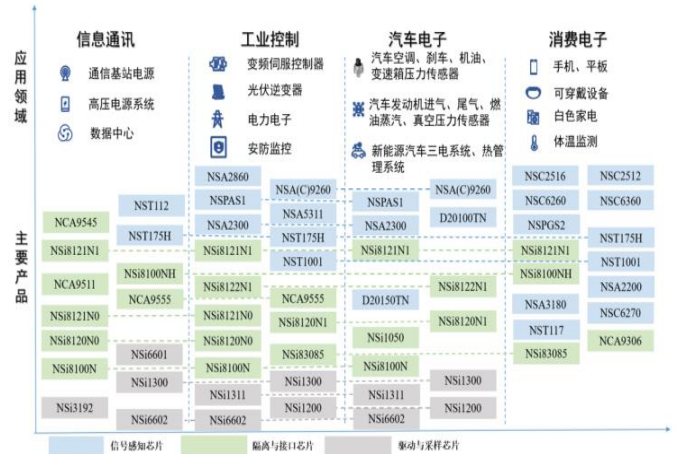 应用领域
信息通讯
通信基站电源
高压电源系统
数据中心
工业控制
变频伺服控制器
光伏逆变器
电力电子
安防监控
汽车电子
汽车空调、刹车、机油、
变速箱压力传感器
汽车发动机进气、尾气、燃
油蒸汽、真空压力传感器
新能源汽车三电系统、热管
理系统
消费电子
手机、平板
可穿戴设备
白色家电
体温监测
主要产品
NST112
NCA9545
NST175H
NSi8121N1
NSi8100NH
NCA9511
NCA9555
NSi8121N0
NSi8120N0
NSi6601
NSi8100N
NSi1300
NSi3192
NSi6602
NSA2860
NSA(C)9260
NSPAS1
NSA5311
NSA2300
NST175H
NSi8121N1
NST1001
NSi8122N1
NCA9555
NSi8121N0
NSi8120N1
NSi8120N0
NSi83085
NSi8100N
NSi1300
NSi1311
NSi1200
NSi6602
NSA(C)9260
NSPAS1
D20100TN
NSA2300
NSi8121N1
NSi8122N1
D20150TN
NSi8120N1
NSi1050
NSi8100N
NSi1300
NSi1311
NSi1200
NSi6602
NSC2516
NSC2512
NSC6260
NSC6360
NSPGS2
NST175H
NSi8121N1
NST1001
NSi8100NH
NSA2200
NSA3180
NSC6270
NST117
NCA9306
NSi83085
信号感知芯片
隔离与接口芯片
驱动与采样芯片